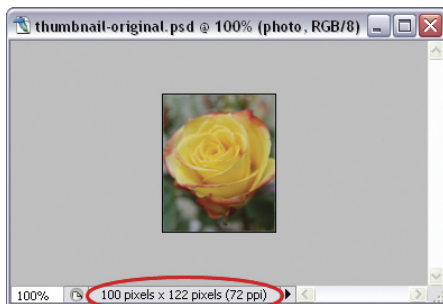 thumbnail-original.psd @ 100% (photo, RGB/8)
100%
100 pixels x 122 pixels (72 ppi)